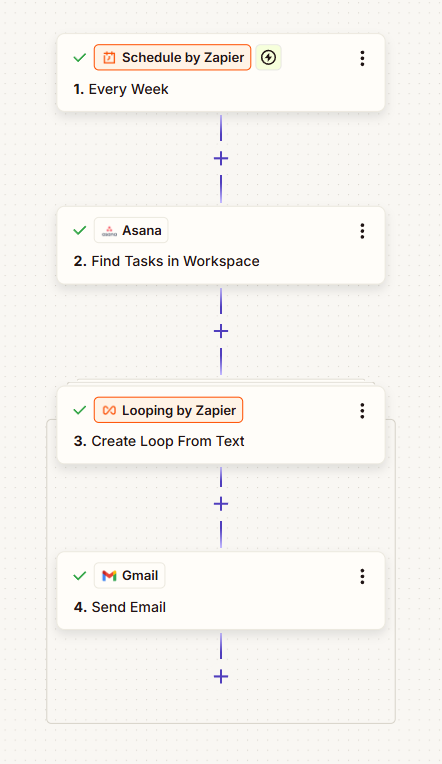 Schedule by Zapier
1. Every Week
asana Asana
2. Find Tasks in Workspace
Looping by Zapier
3. Create Loop From Text
Gmail
4. Send Email